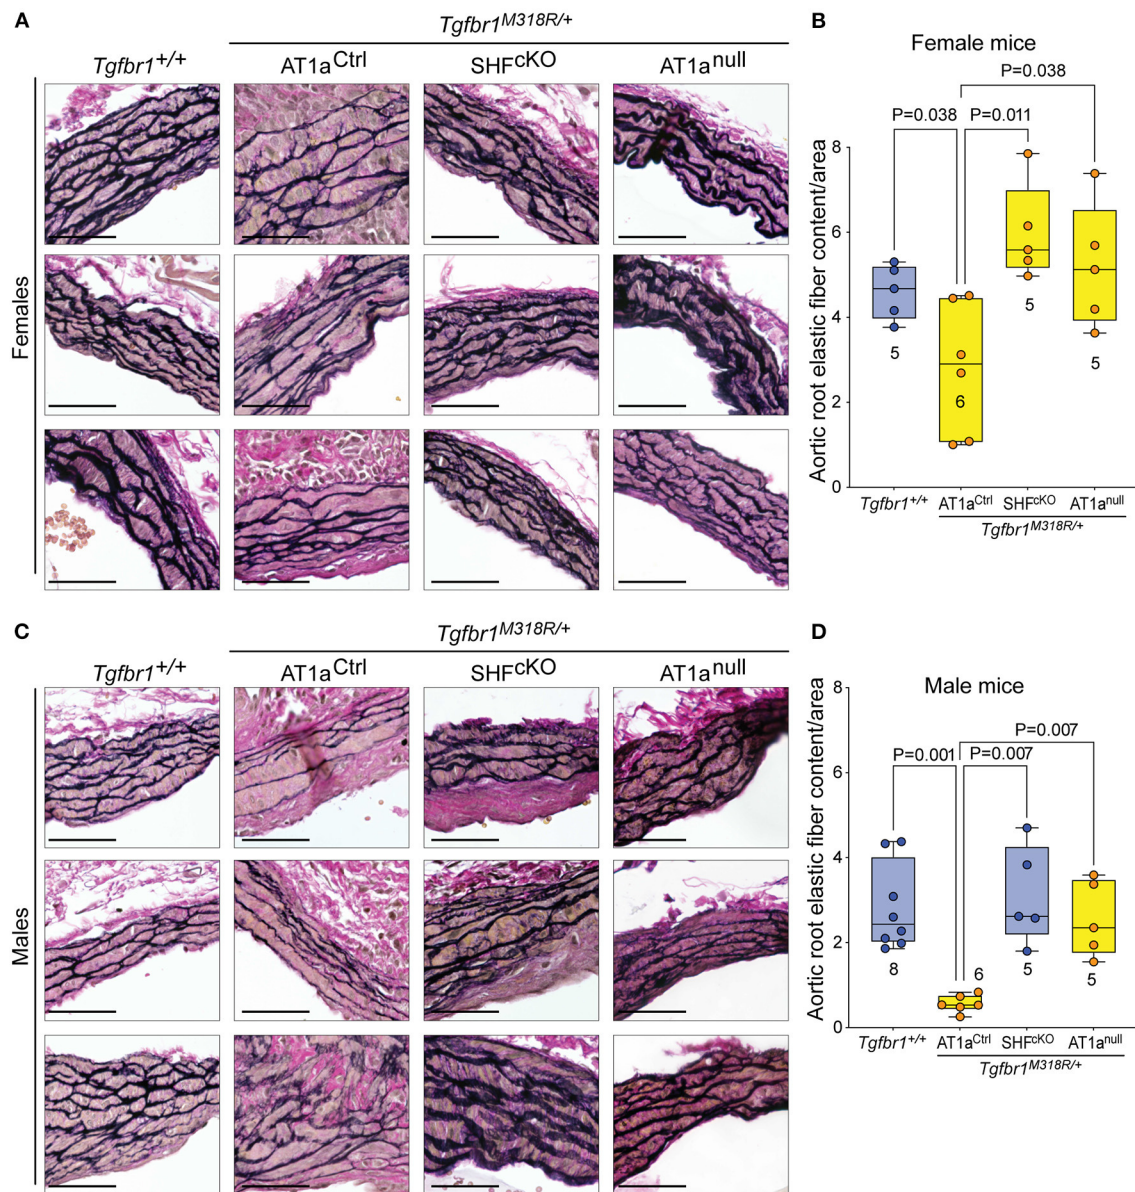 A
Tgfbr1M318R/+
Tgfbr1+/+ AT1aCtrl SHFcKO AT1anull
Females
B
Female mice
P=0.038
P=0.038 P=0.011
Aortic root elastic fiber content/area
8
6
4
2
0
5
6
5
5
Tgfbr1+/+ AT1aCtrl SHFcKO AT1anull
Tgfbr1M318R/+
C
Tgfbr1M318R/+
Tgfbr1+/+ AT1aCtrl SHFcKO AT1anull
Males
D
Male mice
P=0.007
P=0.001 P=0.007
Aortic root elastic fiber content/area
8
6
4
2
0
8
6
5
5
Tgfbr1+/+ AT1aCtrl SHFcKO AT1anull
Tgfbr1M318R/+